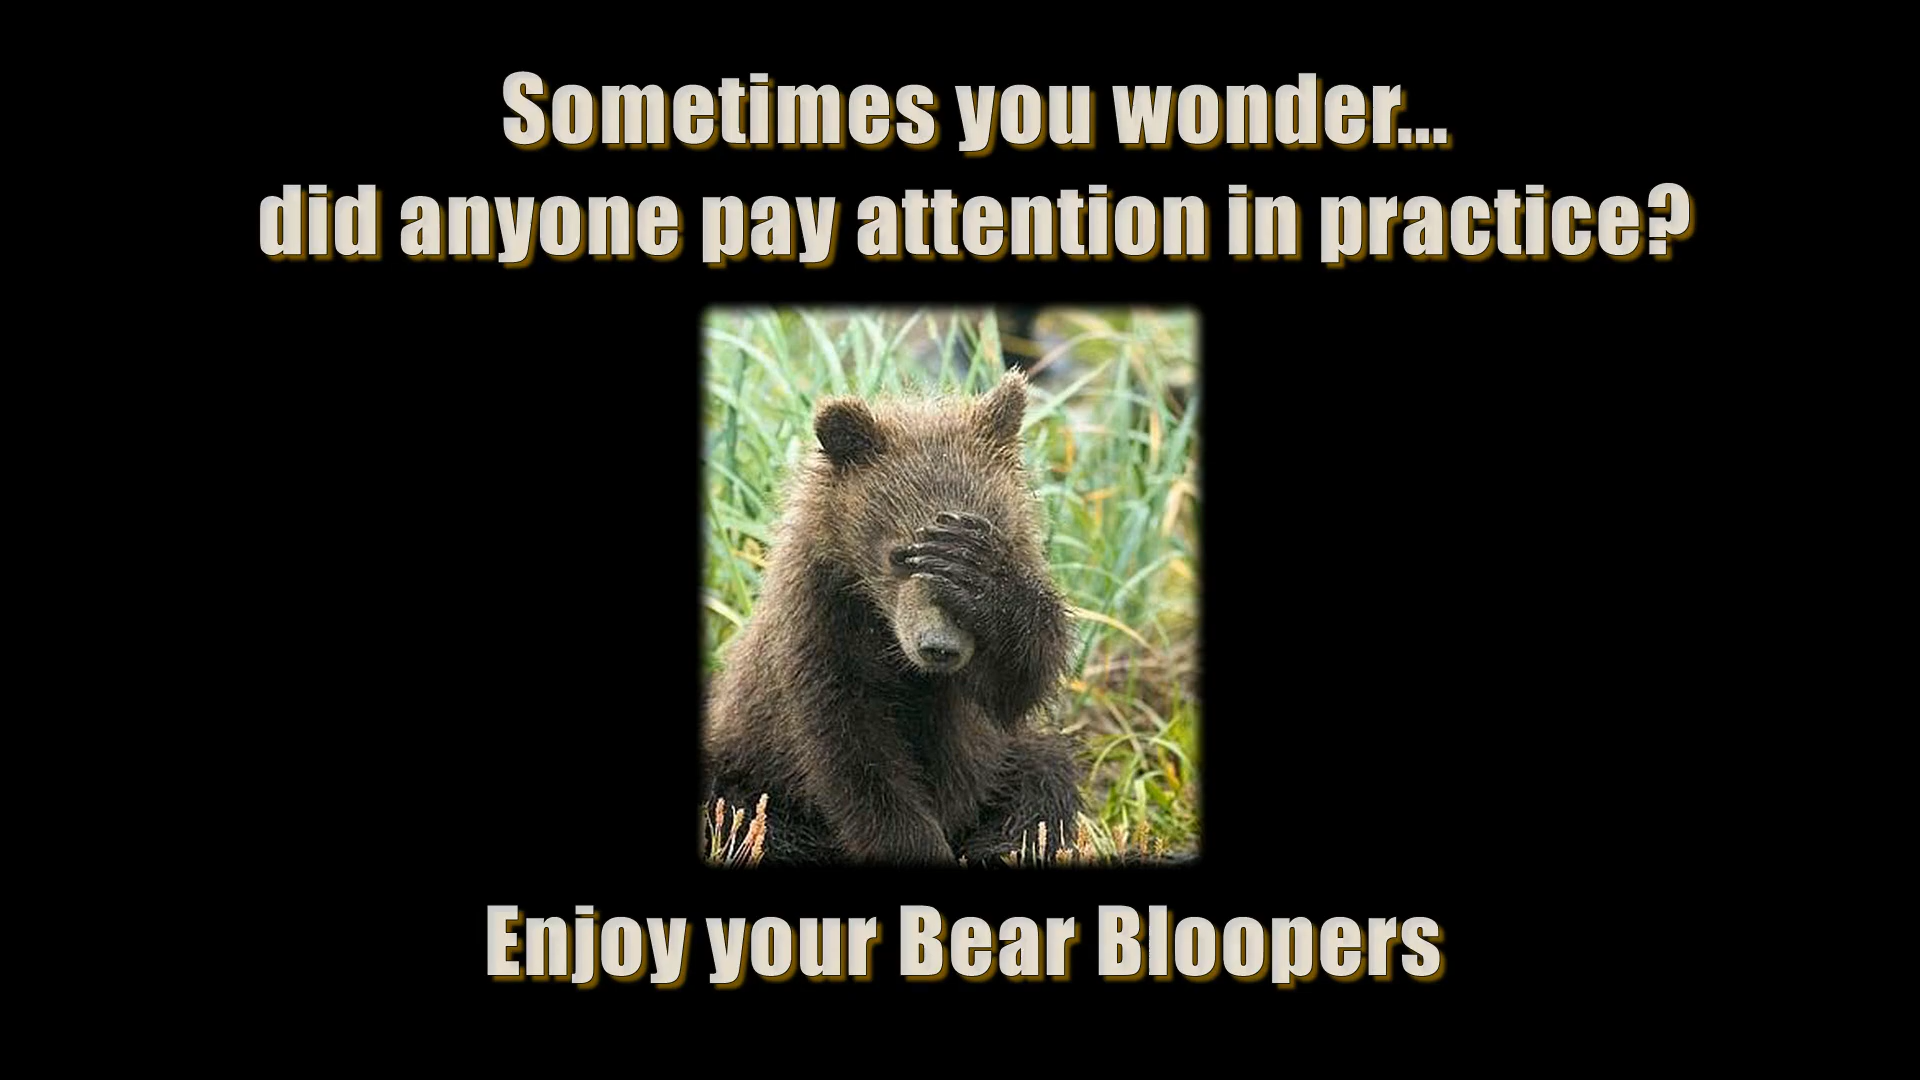 Sometimes you wonder...
did anyone pay attention in practice?
Enjoy your Bear Bloopers